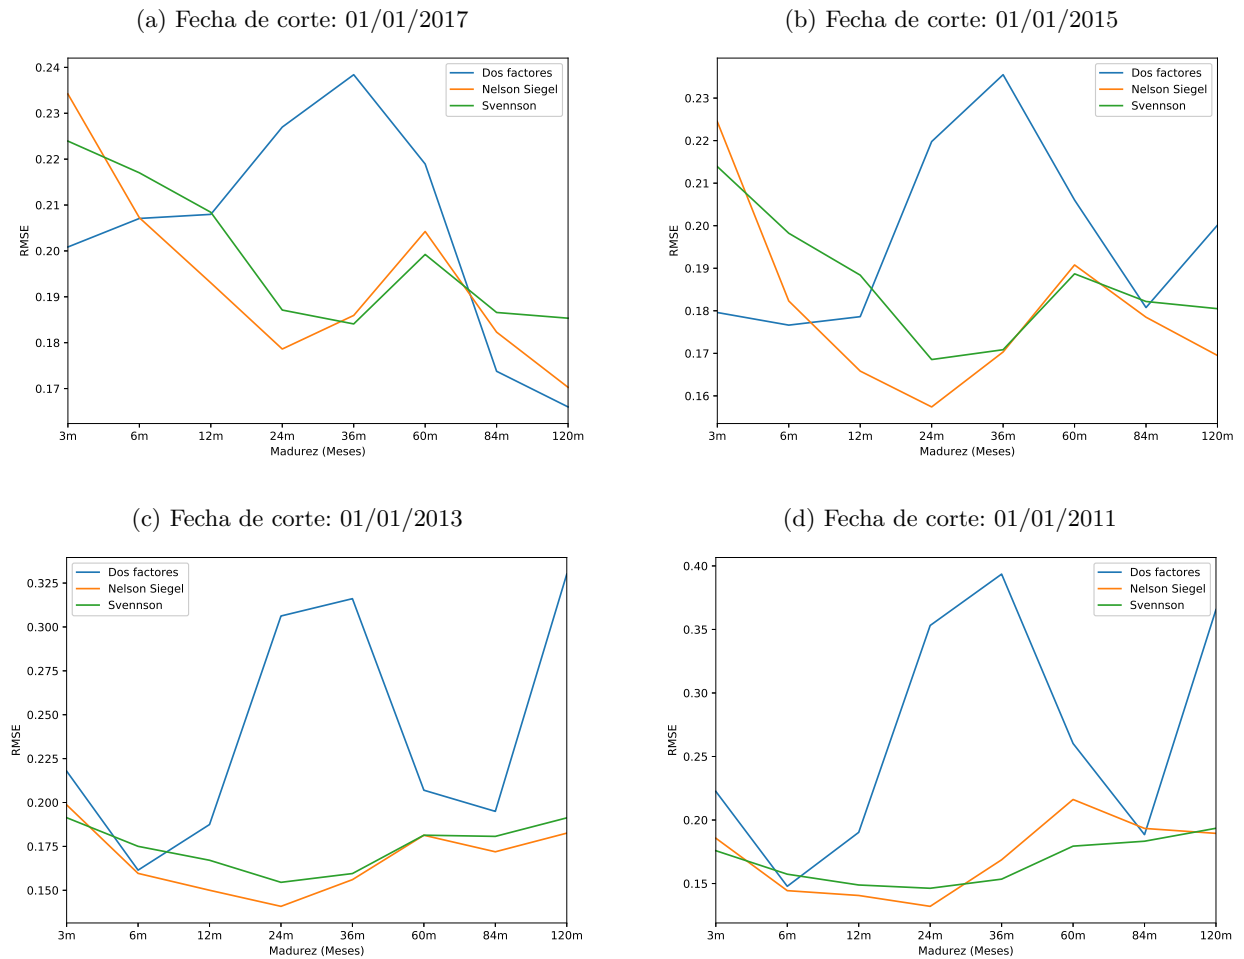 (a) Fecha de corte: 01/01/2017
0.24
0.23
0.22
0.21
0.20
0.19
0.18
0.17
RMSE
Dos factores
Nelson Siegel
Svennson
3m 6m 12m 24m 36m 60m 84m 120m
Madurez (Meses)
(b) Fecha de corte: 01/01/2015
0.23
0.22
0.21
0.20
0.19
0.18
0.17
0.16
RMSE
Dos factores
Nelson Siegel
Svennson
3m 6m 12m 24m 36m 60m 84m 120m
Madurez (Meses)
(c) Fecha de corte: 01/01/2013
0.325
0.300
0.275
0.250
0.225
0.200
0.175
0.150
RMSE
Dos factores
Nelson Siegel
Svennson
3m 6m 12m 24m 36m 60m 84m 120m
Madurez (Meses)
(d) Fecha de corte: 01/01/2011
0.40
0.35
0.30
0.25
0.20
0.15
RMSE
Dos factores
Nelson Siegel
Svennson
3m 6m 12m 24m 36m 60m 84m 120m
Madurez (Meses)